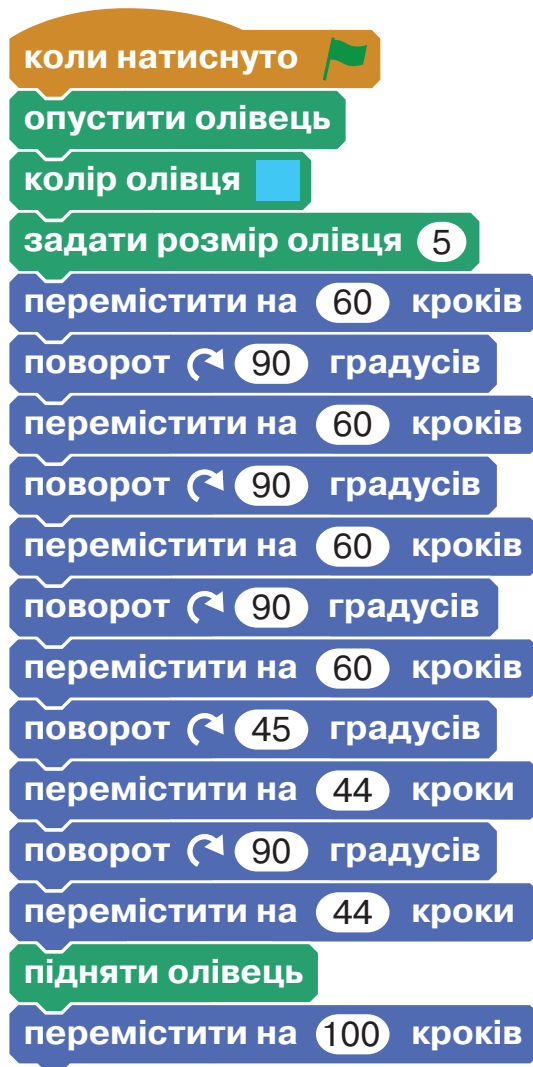 коли натиснуто
опустити олівець
колір олівця
задати розмір олівця 5
перемістити на 60 кроків
поворот 90 градусів
перемістити на 60 кроків
поворот 90 градусів
перемістити на 60 кроків
поворот 90 градусів
перемістити на 60 кроків
поворот 45 градусів
перемістити на 44 кроки
поворот 90 градусів
перемістити на 44 кроки
підняти олівець
перемістити на 100 кроків